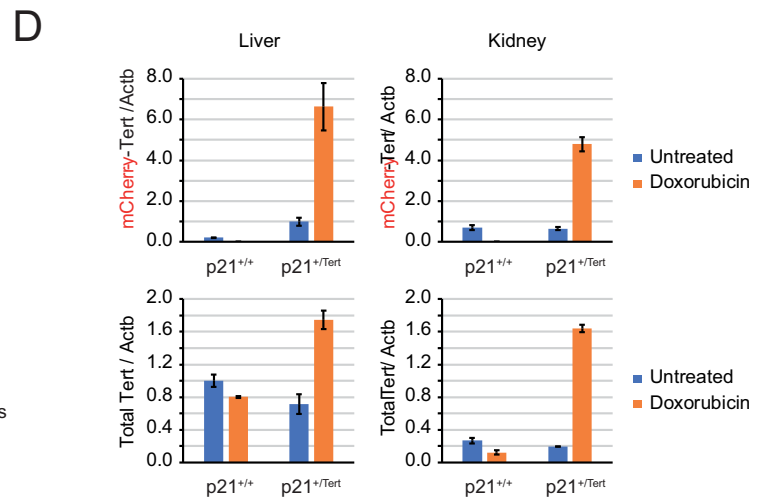 D
Liver
Kidney
mCherry-Tert /Actb
8.0
6.0
4.0
2.0
0.0
p21+/+
p21+/Tert
mCherry-Tert/ Actb
8.0
6.0
4.0
2.0
0.0
p21+/+
p21+/Tert
Untreated
Doxorubicin
Total Tert / Actb
2.0
1.6
1.2
0.8
0.4
0.0
p21+/+
p21+/Tert
TotalTert/ Actb
2.0
1.6
1.2
0.8
0.4
0.0
p21+/+
p21+/Tert
Untreated
Doxorubicin
s